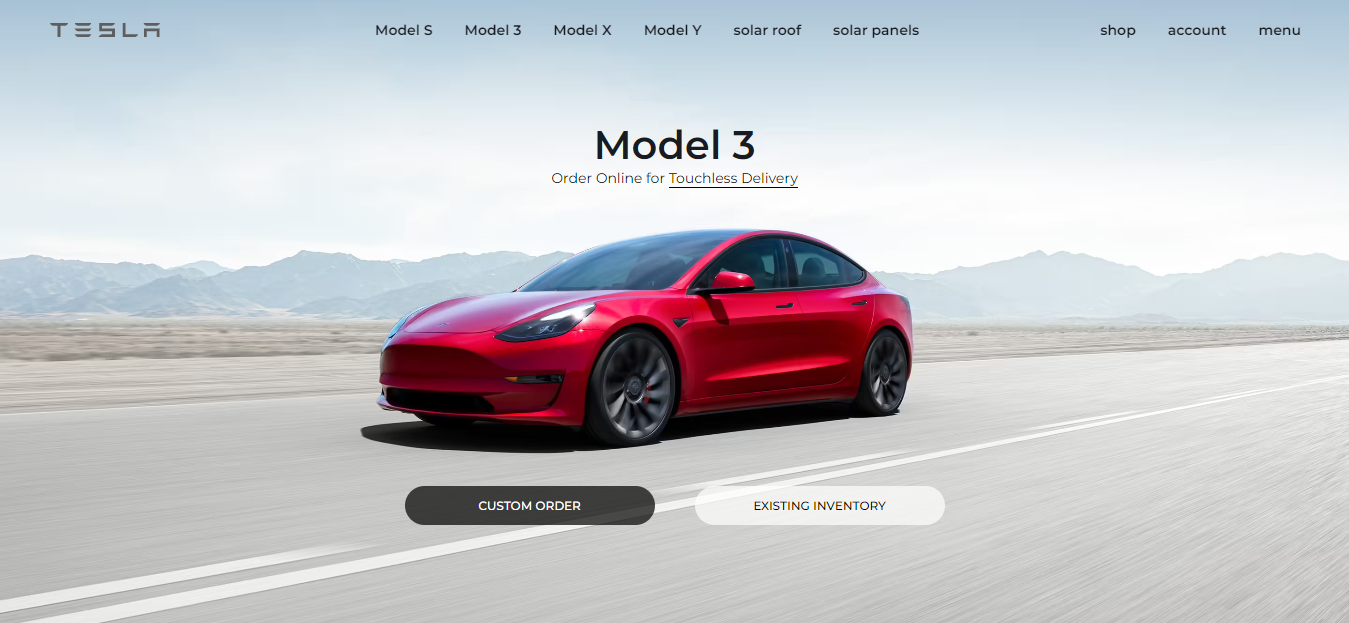 TESLA
Model S Model 3 Model X Model Y solar roof solar panels
shop account menu
Model 3
Order Online for Touchless Delivery
CUSTOM ORDER
EXISTING INVENTORY